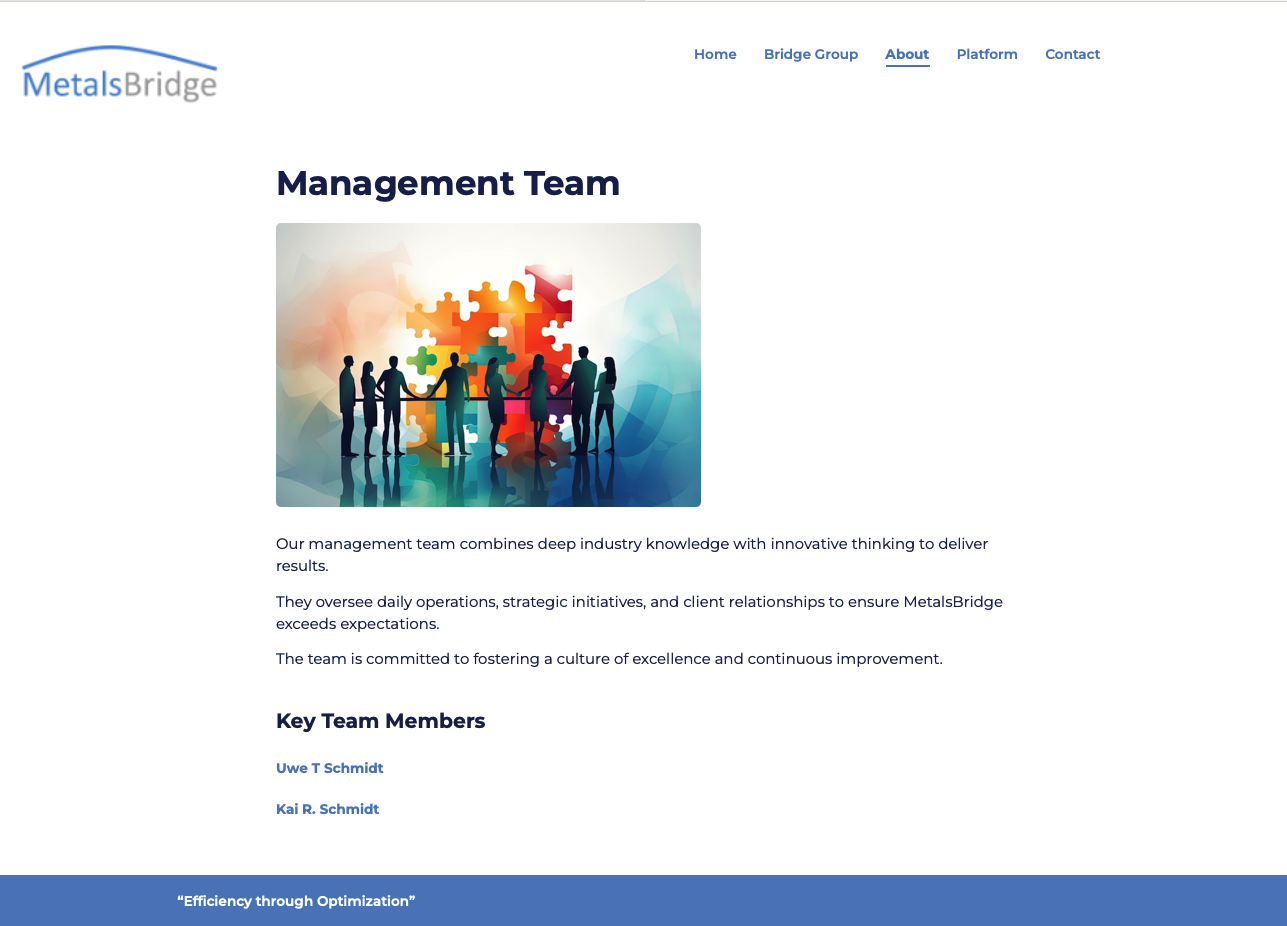 MetalsBridge
Home Bridge Group About Platform Contact
Management Team
Our management team combines deep industry knowledge with innovative thinking to deliver
results.
They oversee daily operations, strategic initiatives, and client relationships to ensure MetalsBridge
exceeds expectations.
The team is committed to fostering a culture of excellence and continuous improvement.
Key Team Members
Uwe T Schmidt
Kai R. Schmidt
“Efficiency through Optimization”